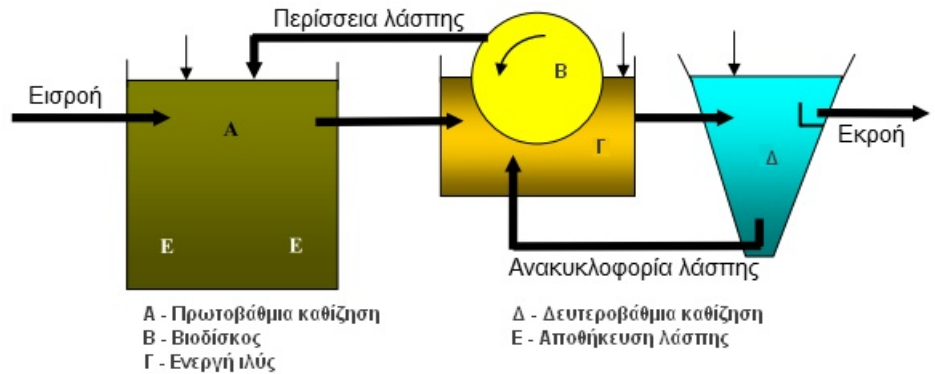 Περίσσεια λάσπης
Εισροή
Α
Β
Γ
Δ
Εκροή
Ε
Ε
Ανακυκλοφορία λάσπης
Α - Πρωτοβάθμια καθίζηση
Β - Βιοδίσκος
Γ - Ενεργή ιλύς
Δ - Δευτεροβάθμια καθίζηση
Ε - Αποθήκευση λάσπης